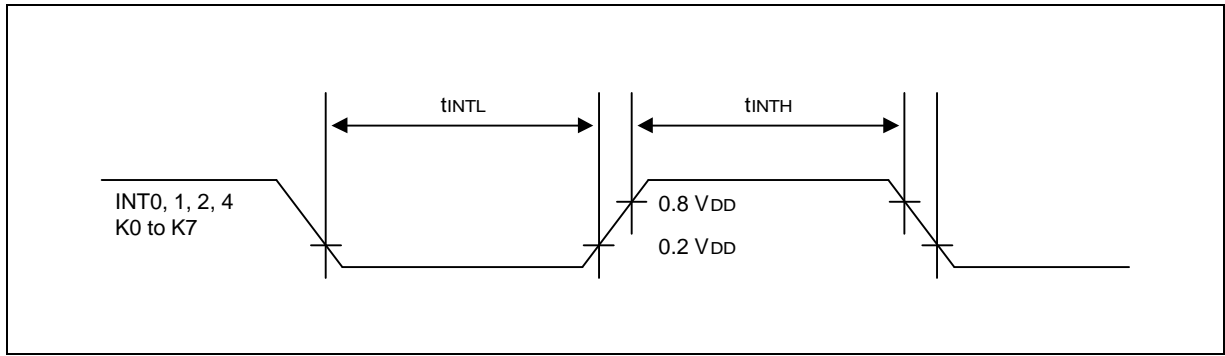 tINTL
tINTH
INT0, 1, 2, 4
K0 to K7
0.8 VDD
0.2 VDD